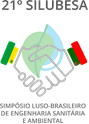 21º SILUBESA
SIMPÓSIO LUSO-BRASILEIRO
DE ENGENHARIA SANITÁRIA
E AMBIENTAL